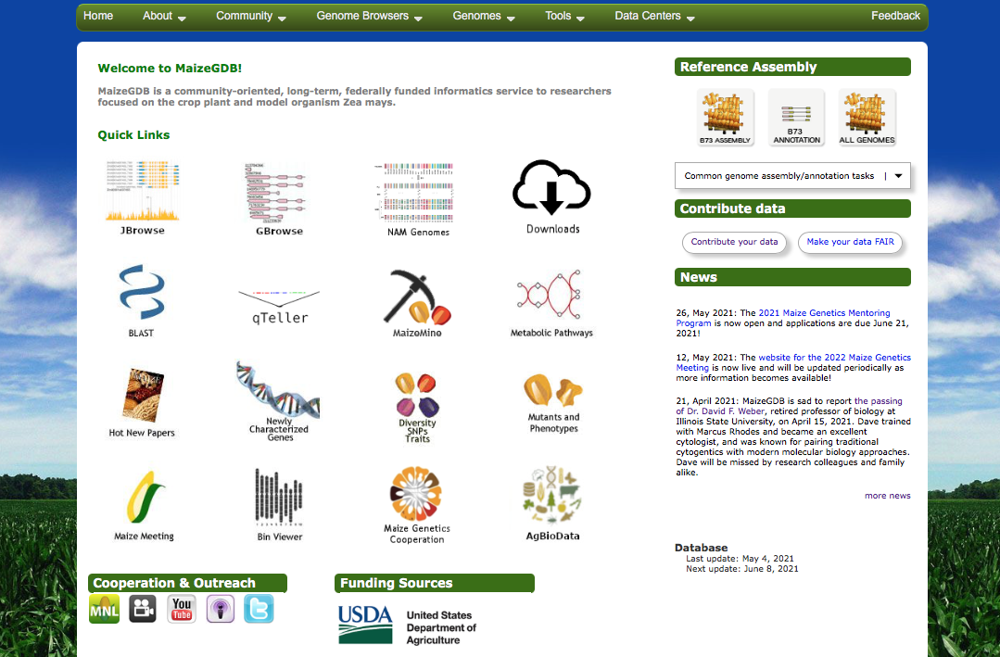 Home About Community Genome Browsers Genomes Tools Data Centers Feedback
Welcome to MaizeGDB!
MaizeGDB is a community-oriented, long-term, federally funded informatics service to researchers
focused on the crop plant and model organism Zea mays.
Quick Links
JBrowse
GBrowse
NAM Genomes
Downloads
BLAST
qTeller
MaizeMine
Metabolic Pathways
Hot New Papers
Newly
Characterized
Genes
Diversity
SNPs
Traits
Mutants and
Phenotypes
Maize Meeting
Bin Viewer
Maize Genetics
Cooperation
AgBioData
Cooperation & Outreach
MNL
You
Tube
Funding Sources
USDA
United States
Department of
Agriculture
Reference Assembly
B73 ASSEMBLY
B73
ANNOTATION
ALL GENOMES
Common genome assembly/annotation tasks |
Contribute data
Contribute your data
Make your data FAIR
News
26, May 2021: The 2021 Maize Genetics Mentoring
Program is now open and applications are due June 21,
2021!
12, May 2021: The website for the 2022 Maize Genetics
Meeting is now live and will be updated periodically as
more information becomes available!
21, April 2021: MaizeGDB is sad to report the passing
of Dr. David F. Weber, retired professor of biology at
Illinois State University, on April 15, 2021. Dave trained
with Marcus Rhodes and became an excellent
cytologist, and was known for pairing traditional
cytogentics with modern molecular biology approaches.
Dave will be missed by research colleagues and family
alike.
more news
Database
Last update: May 4, 2021
Next update: June 8, 2021